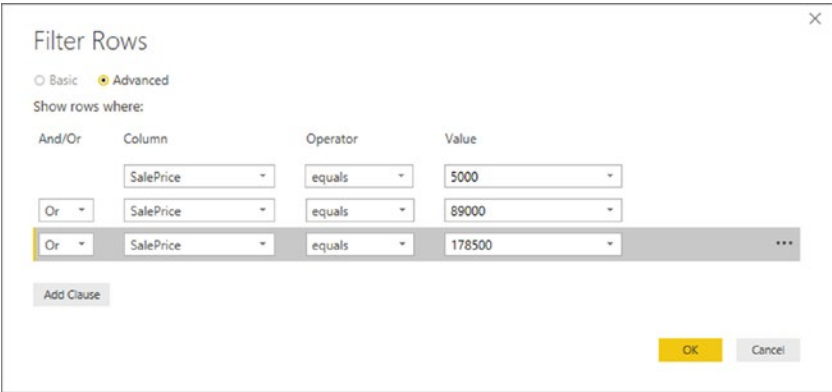 Filter Rows
Basic Advanced
Show rows where:
And/Or Column Operator Value
SalePrice equals 5000
Or SalePrice equals 89000
Or SalePrice equals 178500
Add Clause
OK Cancel